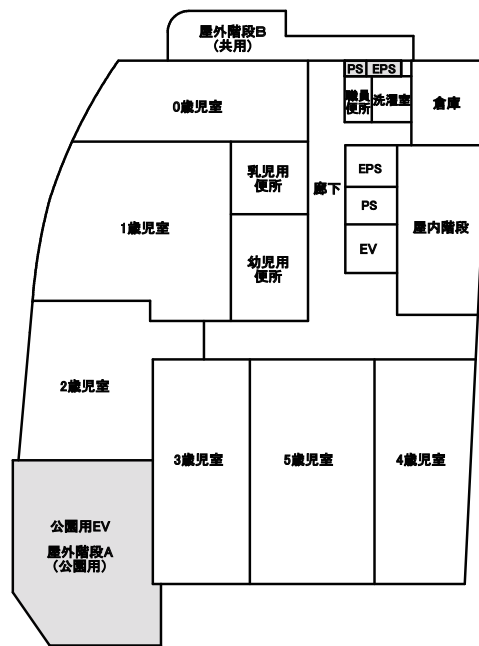 屋外階段B
(共用)
PS EPS
0歳児室
職員
便所
洗濯室
倉庫
乳児用
便所
EPS
廊下
PS
1歳児室
屋内階段
幼児用
便所
EV
2歳児室
3歳児室
5歳児室
4歳児室
公園用EV
屋外階段A
(公園用)